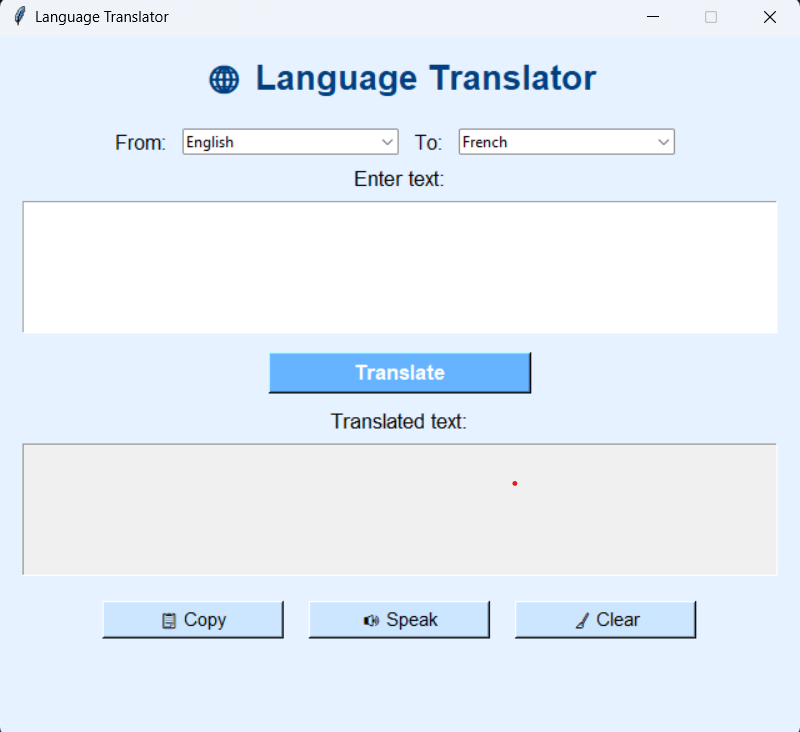 Language Translator
Language Translator
From: English To: French
Enter text:
Translate
Translated text:
Copy Speak Clear